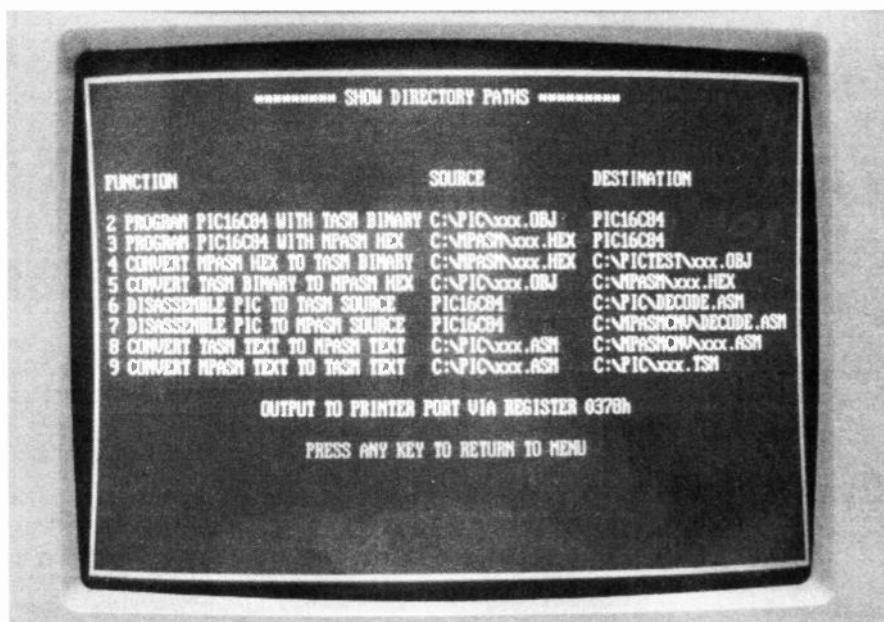 ========= SHOW DIRECTORY PATHS =========
FUNCTION SOURCE DESTINATION
2 PROGRAM PIC16C84 WITH TASM BINARY C:\PIC\xxx.OBJ PIC16C84
3 PROGRAM PIC16C84 WITH MPASM HEX C:\MPASM\xxx.HEX PIC16C84
4 CONVERT MPASM HEX TO TASM BINARY C:\MPASM\xxx.HEX C:\PICTEST\xxx.OBJ
5 CONVERT TASM BINARY TO MPASM HEX C:\PIC\xxx.OBJ C:\MPASM\xxx.HEX
6 DISASSEMBLE PIC TO TASM SOURCE PIC16C84 C:\PIC\DECODE.ASM
7 DISASSEMBLE PIC TO MPASM SOURCE PIC16C84 C:\MPASMCNV\DECODE.ASM
8 CONVERT TASM TEXT TO MPASM TEXT C:\PIC\xxx.ASM C:\MPASMCNV\xxx.ASM
9 CONVERT MPASM TEXT TO TASM TEXT C:\PIC\xxx.ASM C:\PIC\xxx.TSM
OUTPUT TO PRINTER PORT VIA REGISTER 0378h
PRESS ANY KEY TO RETURN TO MENU